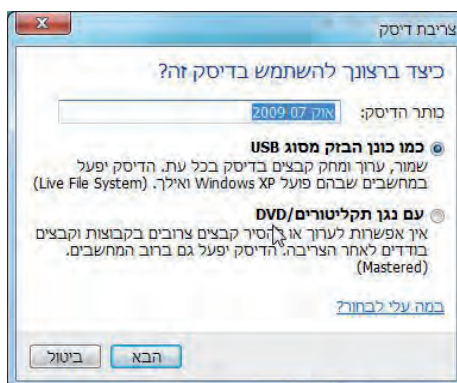 צריבת דיסק
כיצד ברצונך להשתמש בדיסק זה?
כותר הדיסק: אוק 07 2009
כמו כונן הבזק מסוג USB
שמור, ערוך ומחק קבצים בדיסק בכל עת. הדיסק יפעל
במחשבים שבהם פועל Windows XP ואילך. (Live File System)
עם נגן תקליטורים/DVD
אין אפשרות לערוך או להסיר קבצים צרובים בקבוצות וקבצים
בודדים לאחר הצריבה. הדיסק יפעל גם ברוב המחשבים.
(Mastered)
במה עלי לבחור?
הבא
ביטול